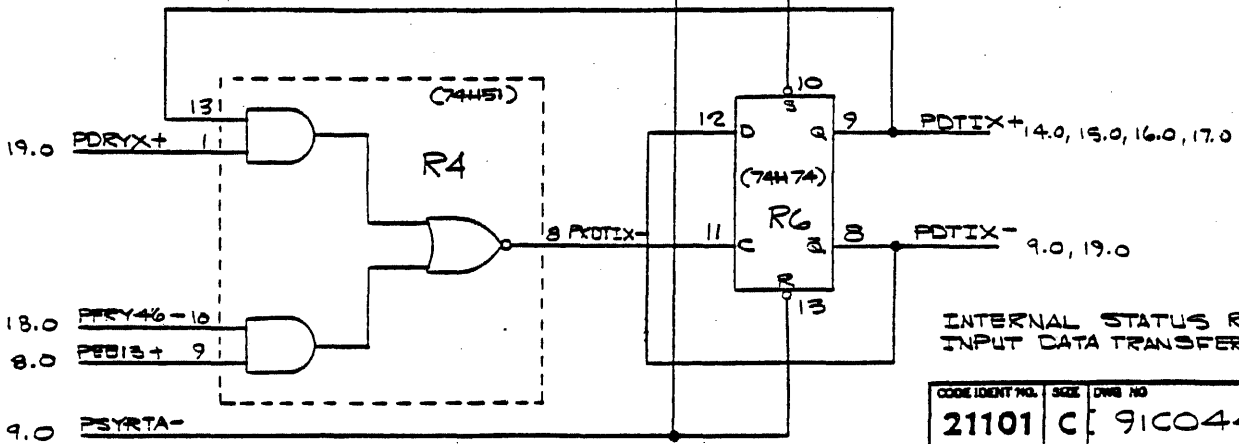 10
(74H51)
13
S
12
D
Q
9
PDTIX+
14.0, 15.0, 16.0, 17.0
19.0
PDRYX+
1
R4
(74H74)
R6
8
PXDTIX-
11
C
Q
8
PDTIX-
9.0, 19.0
R
13
18.0
PFRY46-
10
8.0
PEB13+
9
INTERNAL STATUS R
INPUT DATA TRANSFER
CODE IDENT NO.
SIZE
DWG NO
21101
C
91C04
9.0
PSYRTA-